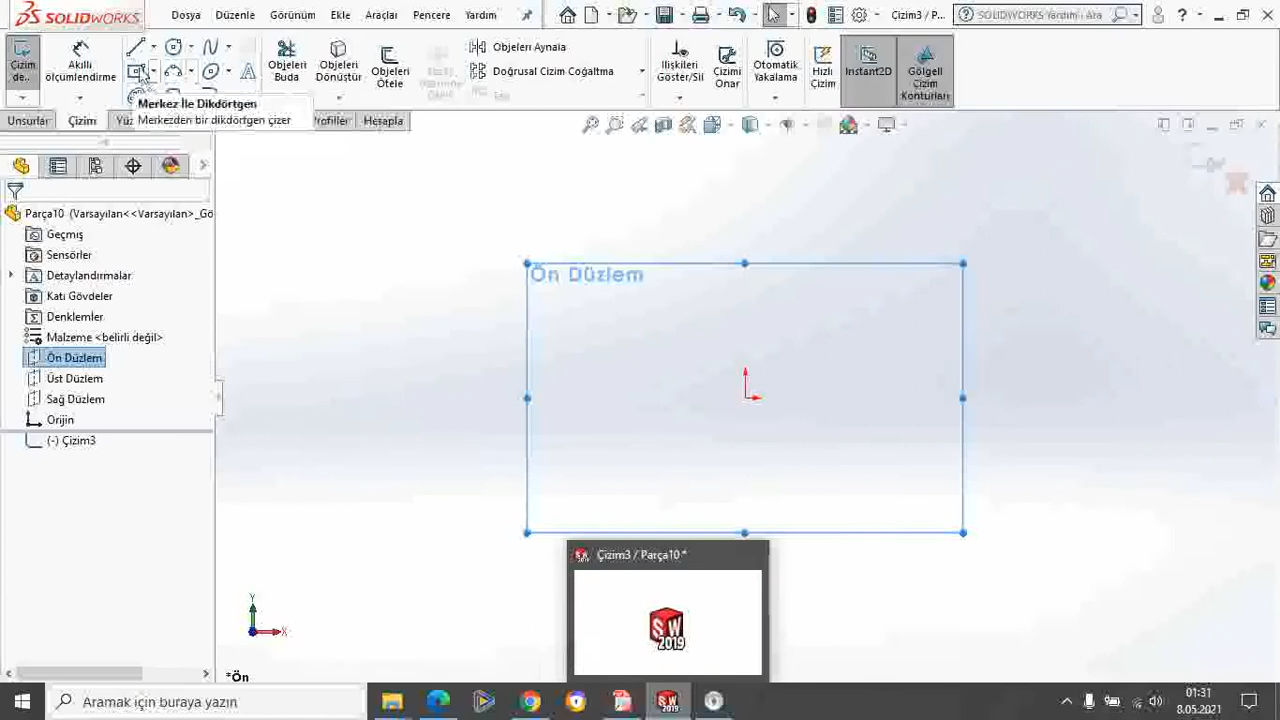 SOLIDWORKS
Dosya Düzenle Görünüm Ekle Araçlar Pencere Yardım
Çizim3 / P...
SOLIDWORKS Yardım - Ara
Çizim de...
Akıllı ölçümlendirme
Objeleri Buda
Objeleri Dönüştür
Objeleri Ötele
Objeleri Aynala
Doğrusal Çizim Çoğaltma
İlişkileri Göster/Sil
Çizimi Onar
Otomatik Yakalama
Hızlı Çizim
Instant2D
Gölgeli Çizim Konturları
Merkez İle Dikdörtgen
Merkezden bir dikdörtgen çizer
Unsurlar Çizim Yüz
Profiller Hesapla
Parça10 (Varsayılan<<Varsayılan>_Gö
Geçmiş
Sensörler
Detaylandırmalar
Katı Gövdeler
Denklemler
Malzeme <belirli değil>
Ön Düzlem
Üst Düzlem
Sağ Düzlem
Orijin
(-) Çizim3
Ön Düzlem
Y
X
*Ön
Çizim3 / Parça10 *
SW
2019
Aramak için buraya yazın
01:31
8.05.2021